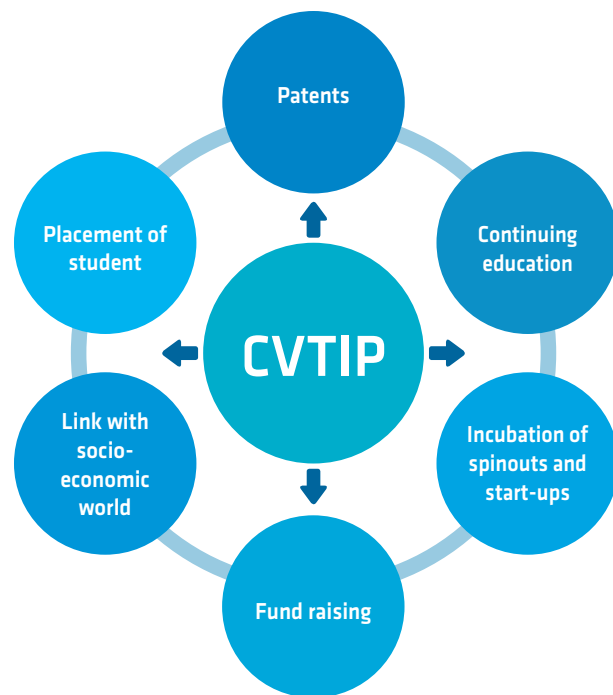 Patents
Placement of
student
Continuing
education
CVTIP
Link with
socio-
economic
world
Incubation of
spinouts and
start-ups
Fund raising